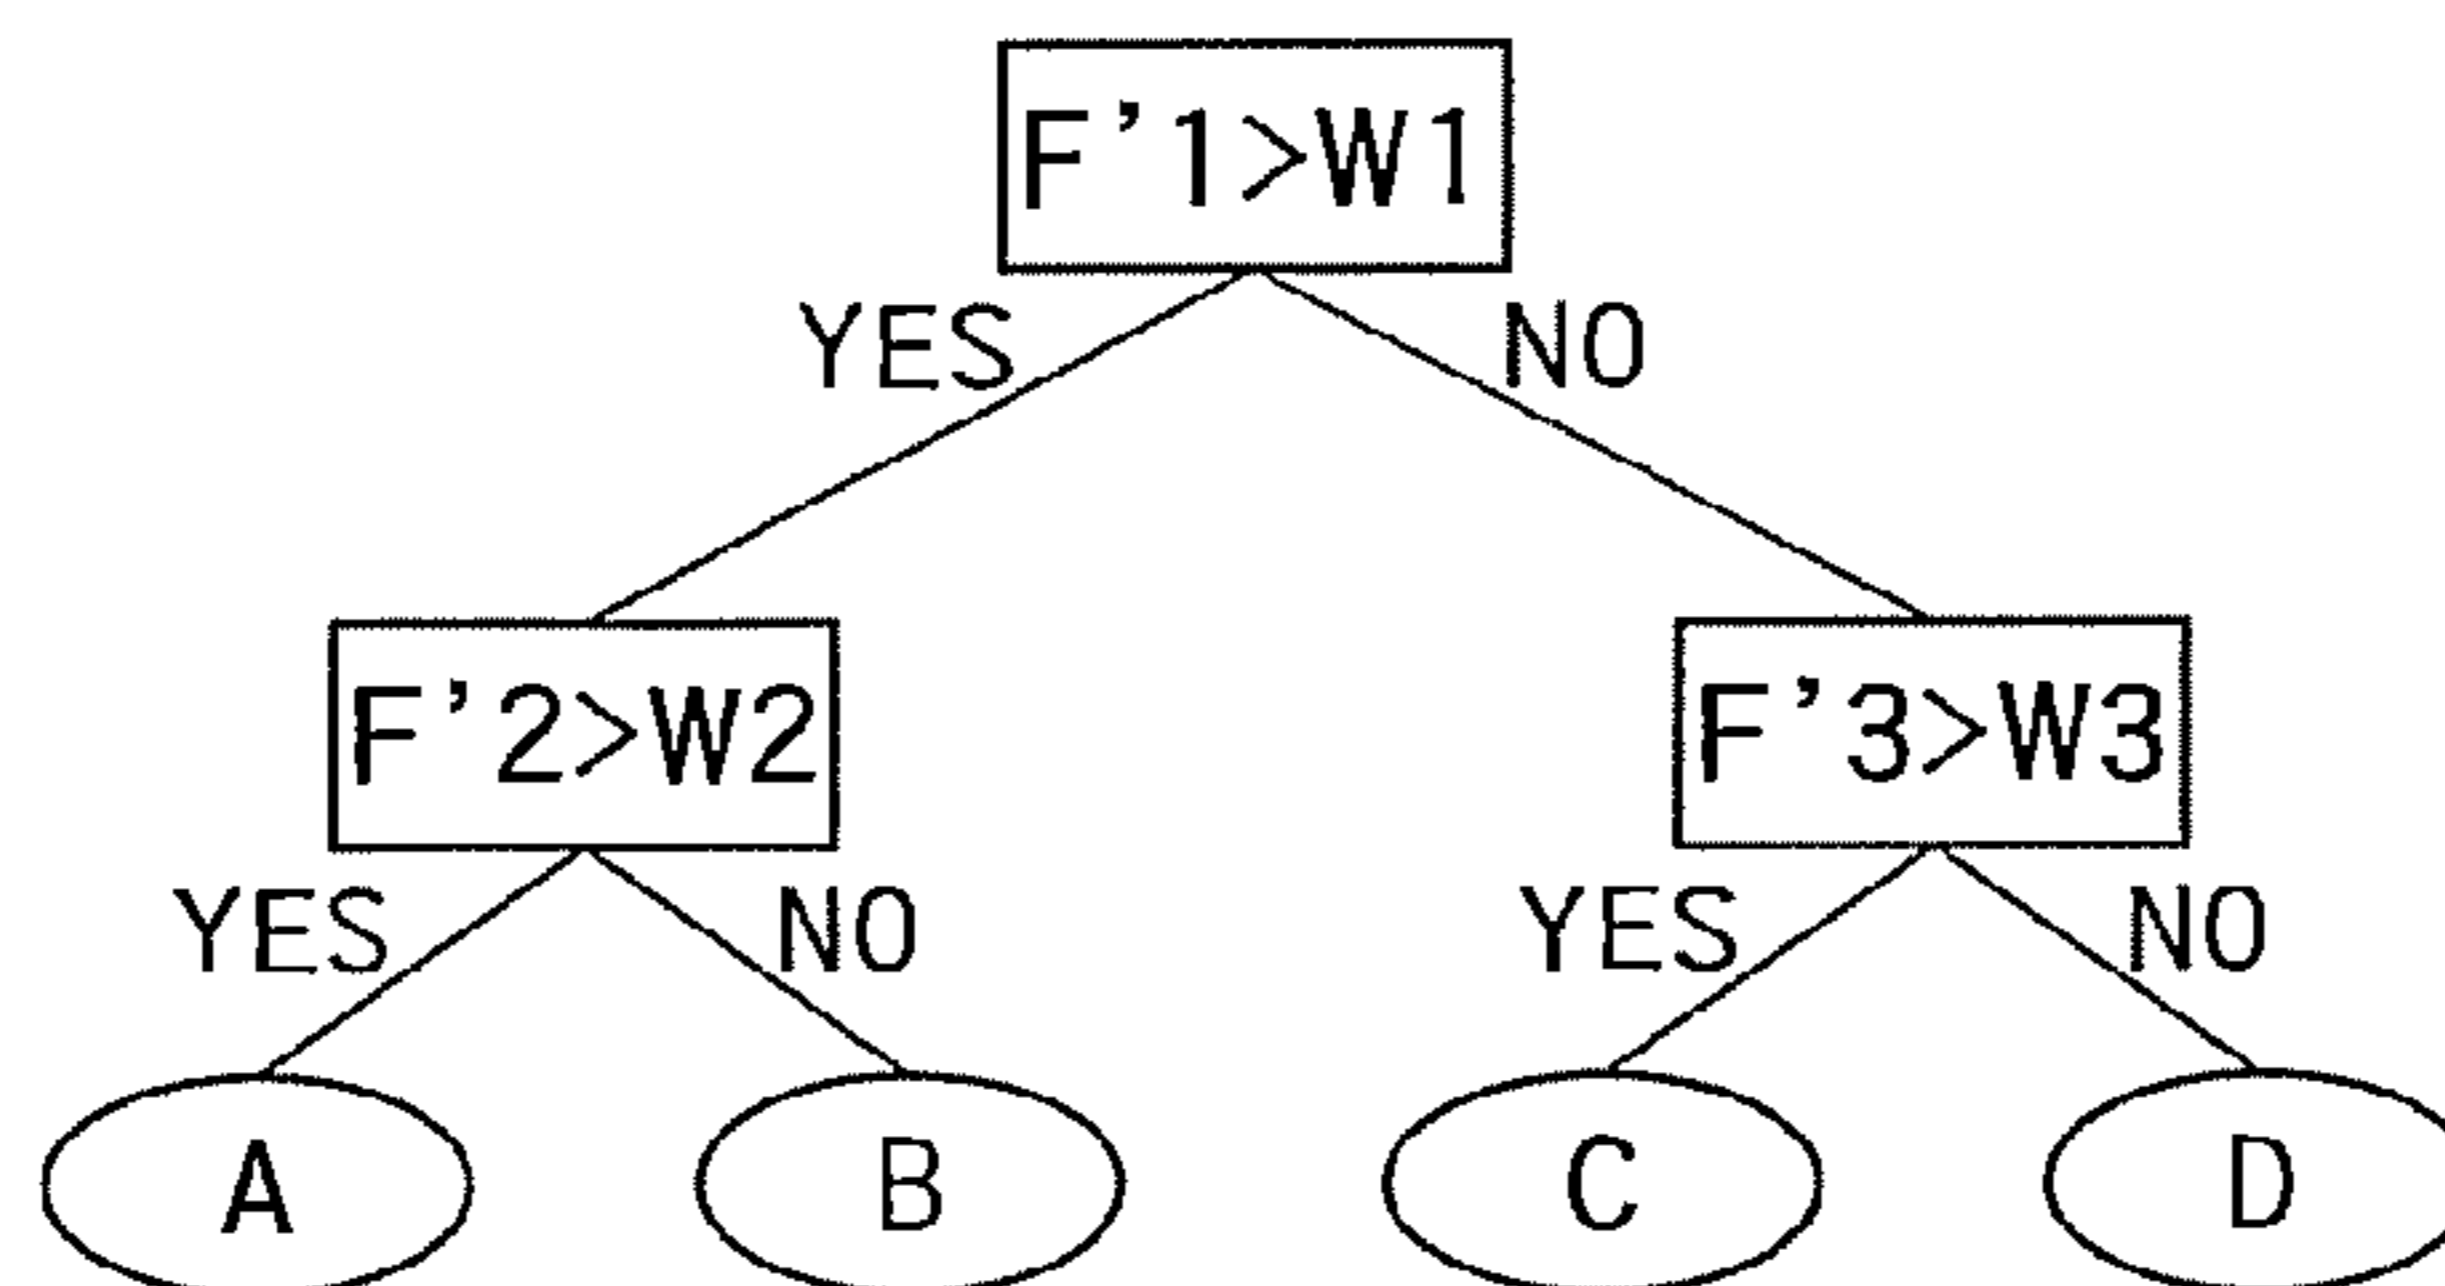 F'1>W1
YES NO
F'2>W2 F'3>W3
YES NO YES NO
A B C D